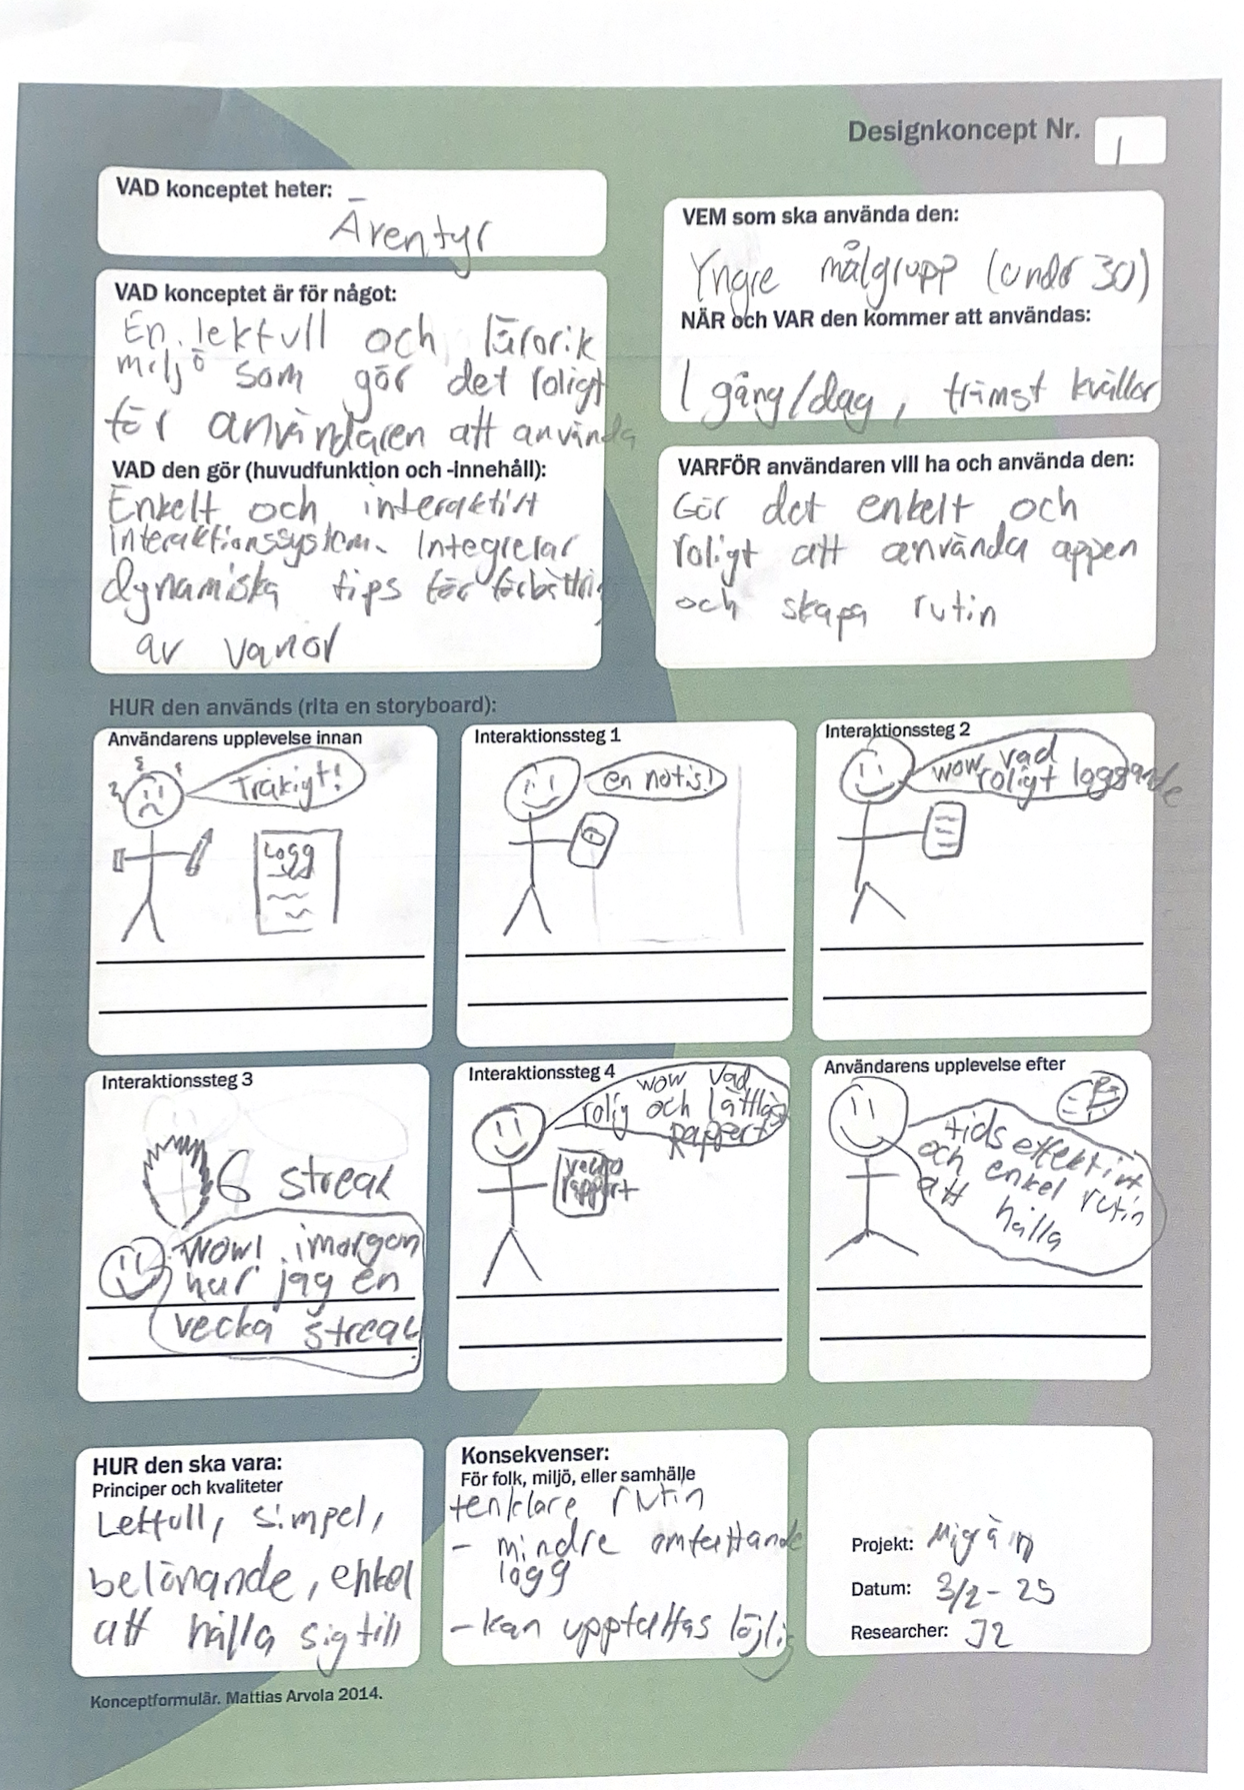 Designkoncept Nr. 1
VAD konceptet heter:
Äventyr
VEM som ska använda den:
Yngre målgrupp (under 30)
NÄR och VAR den kommer att användas:
1 gång/dag, främst kvällar
VAD konceptet är för något:
En lekfull och lärorik
miljö som gör det roligt
för användaren att använda
VAD den gör (huvudfunktion och -innehåll):
Enkelt och interaktivt
interaktionssystem. Integrerar
dynamiska tips för förbättring
av vanor
VARFÖR användaren vill ha och använda den:
Gör det enkelt och
roligt att använda appen
och skapa rutin
HUR den används (rita en storyboard):
Användarens upplevelse innan
Tråkigt!
Logg
Interaktionssteg 1
en notis!
Interaktionssteg 2
wow vad
roligt loggande
Interaktionssteg 3
6 streak
Wow! imorgon
har jag en
vecka streak!
Interaktionssteg 4
wow vad
rolig och lättläst
rapport
vecko
rapport
Användarens upplevelse efter
tidseffektivt
och enkel rutin
att hålla
HUR den ska vara:
Principer och kvaliteter
Lekfull, simpel,
belönande, enkel
att hålla sig till
Konsekvenser:
För folk, miljö, eller samhälle
+enklare rutin
- mindre omfattande
logg
- kan uppfattas löjlig
Projekt: Migrän
Datum: 3/2-25
Researcher: J2
Konceptformulär. Mattias Arvola 2014.